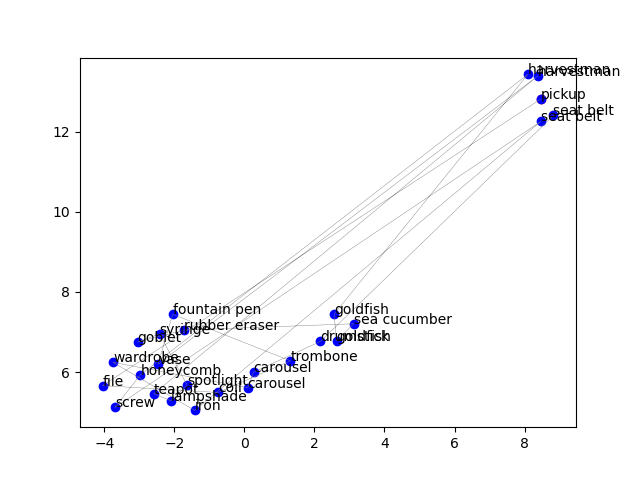 harvestman
harvestman
pickup
seat belt
seat belt
12
10
8
6
fountain pen
goldfish
sea cucumber
rubber eraser
syringe
goblet
drumstick
goldfish
trombone
wardrobe
vase
carousel
honeycomb
file
spotlight
carousel
teapot
coil
lampshade
screw
iron
−4
−2
0
2
4
6
8